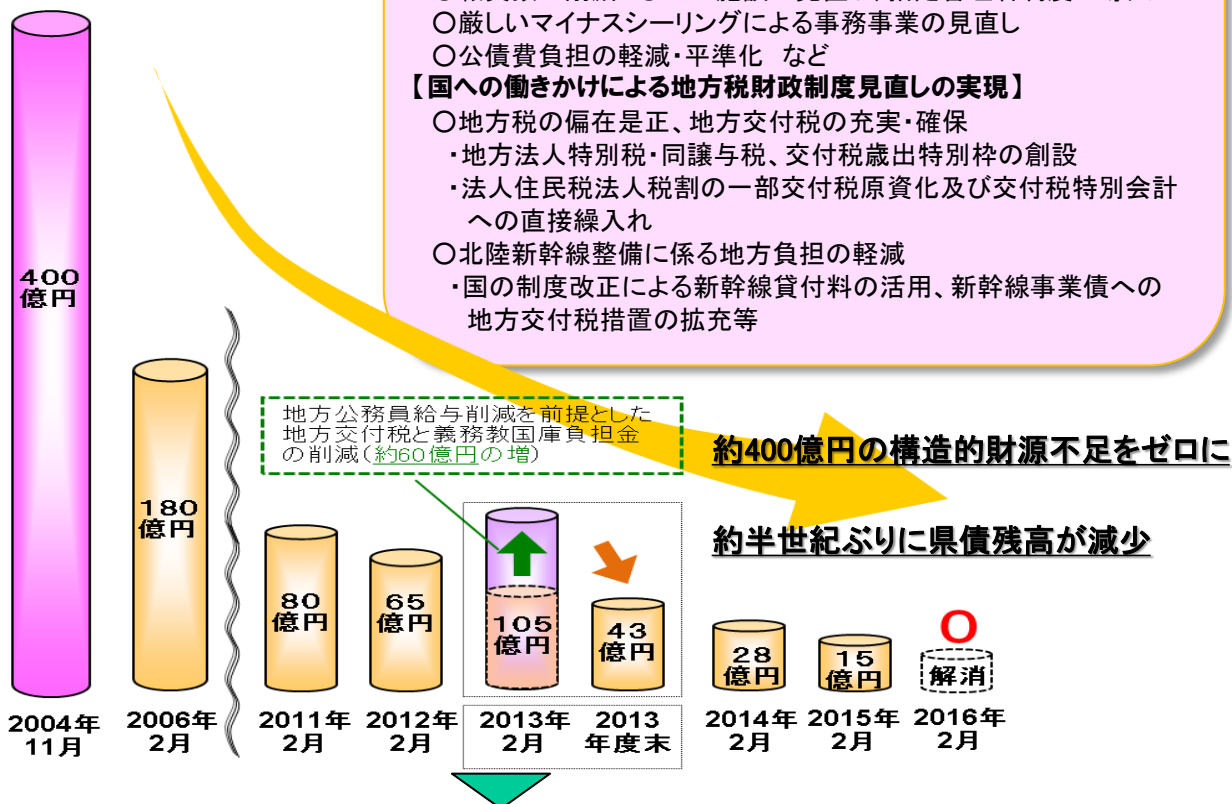 〇厳しいマイナスシーリングによる事務事業の見直し
〇公債費負担の軽減・平準化 など
【国への働きかけによる地方税財政制度見直しの実現】
〇地方税の偏在是正、地方交付税の充実・確保
・地方法人特別税・同譲与税、交付税歳出特別枠の創設
・法人住民税法人税割の一部交付税原資化及び交付税特別会計
への直接繰入れ
〇北陸新幹線整備に係る地方負担の軽減
・国の制度改正による新幹線貸付料の活用、新幹線事業債への
地方交付税措置の拡充等
400
億円
180
億円
地方公務員給与削減を前提とした
地方交付税と義務教国庫負担金
の削減(約60億円の増)
約400億円の構造的財源不足をゼロに
約半世紀ぶりに県債残高が減少
80
億円
65
億円
105
億円
43
億円
28
億円
15
億円
0
解消
2004年
11月
2006年
2月
2011年
2月
2012年
2月
2013年
2月
2013
年度末
2014年
2月
2015年
2月
2016年
2月